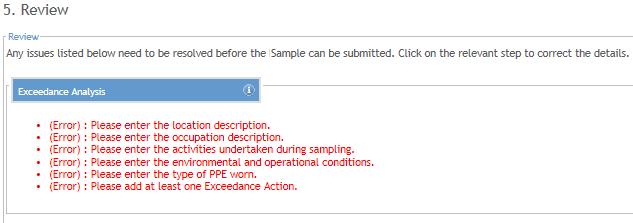 5. Review
Review
Any issues listed below need to be resolved before the Sample can be submitted. Click on the relevant step to correct the details.
Exceedance Analysis
• (Error) : Please enter the location description.
• (Error) : Please enter the occupation description.
• (Error) : Please enter the activities undertaken during sampling.
• (Error) : Please enter the environmental and operational conditions.
• (Error) : Please enter the type of PPE worn.
• (Error) : Please add at least one Exceedance Action.